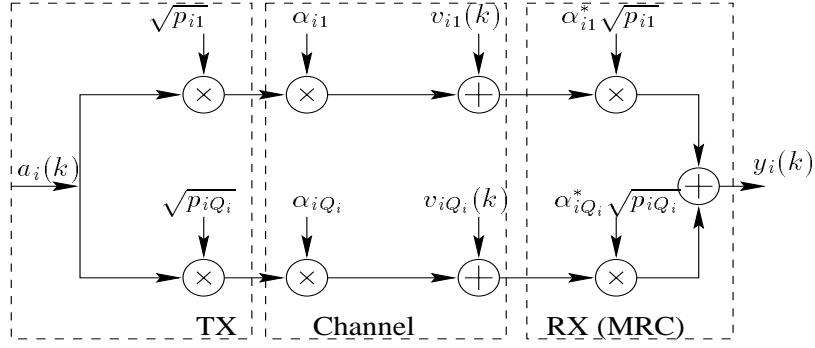 √p_{i1} α_{i1} v_{i1}(k) α*_{i1}√p_{i1}
× × + ×
a_i(k) + y_i(k)
√p_{iQ_i} α_{iQ_i} v_{iQ_i}(k) α*_{iQ_i}√p_{iQ_i}
× × + ×
TX Channel RX (MRC)